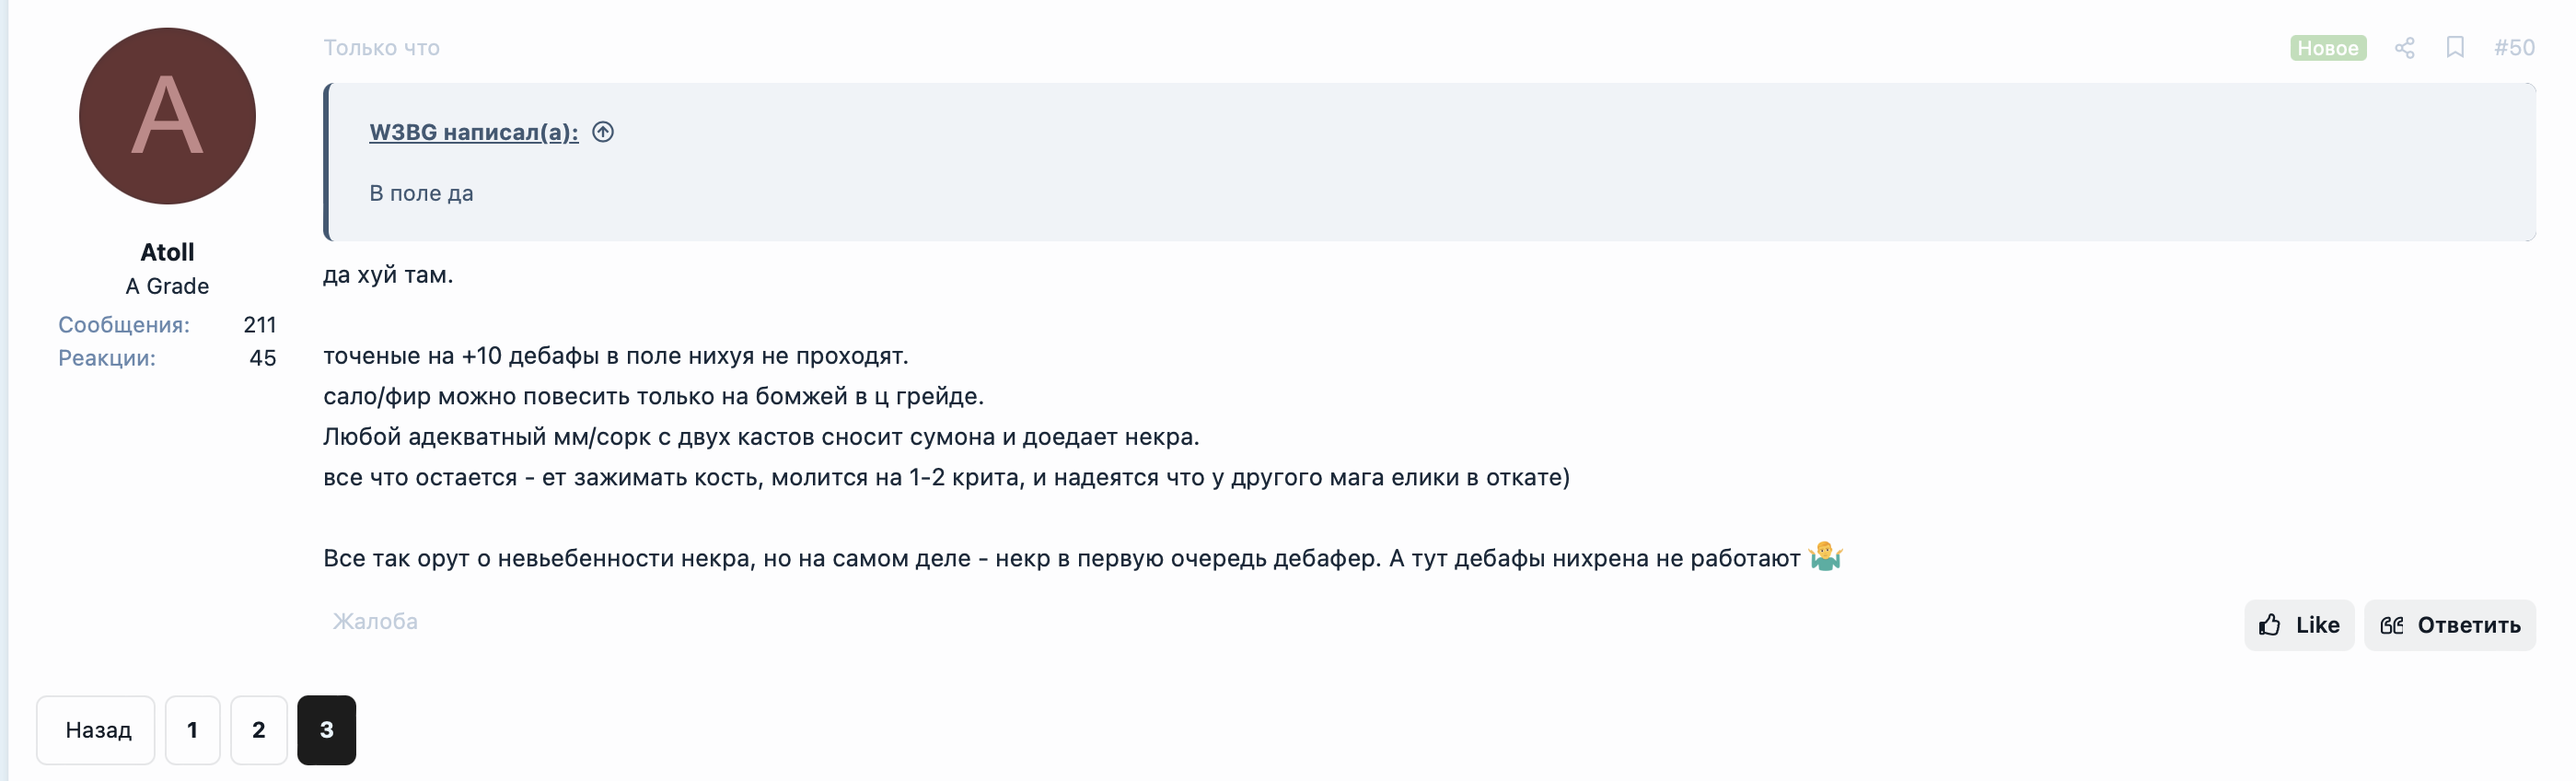 Только что
Новое #50
A
W3BG написал(а):
В поле да
Atoll
A Grade
Сообщения: 211
Реакции: 45
да хуй там.
точеные на +10 дебафы в поле нихуя не проходят.
сало/фир можно повесить только на бомжей в ц грейде.
Любой адекватный мм/сорк с двух кастов сносит сумона и доедает некра.
все что остается - ет зажимать кость, молится на 1-2 крита, и надеятся что у другого мага елики в откате)
Все так орут о невьебенности некра, но на самом деле - некр в первую очередь дебафер. А тут дебафы нихрена не работают 🤷‍♂️
Жалоба
Like Ответить
Назад 1 2 3